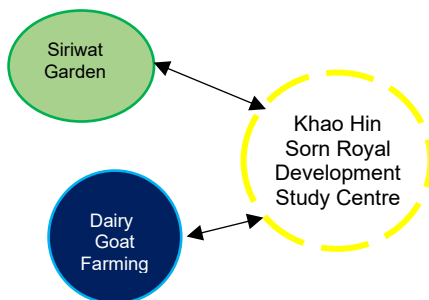 Siriwat
Garden
Khao Hin
Sorn Royal
Development
Study Centre
Dairy
Goat
Farming